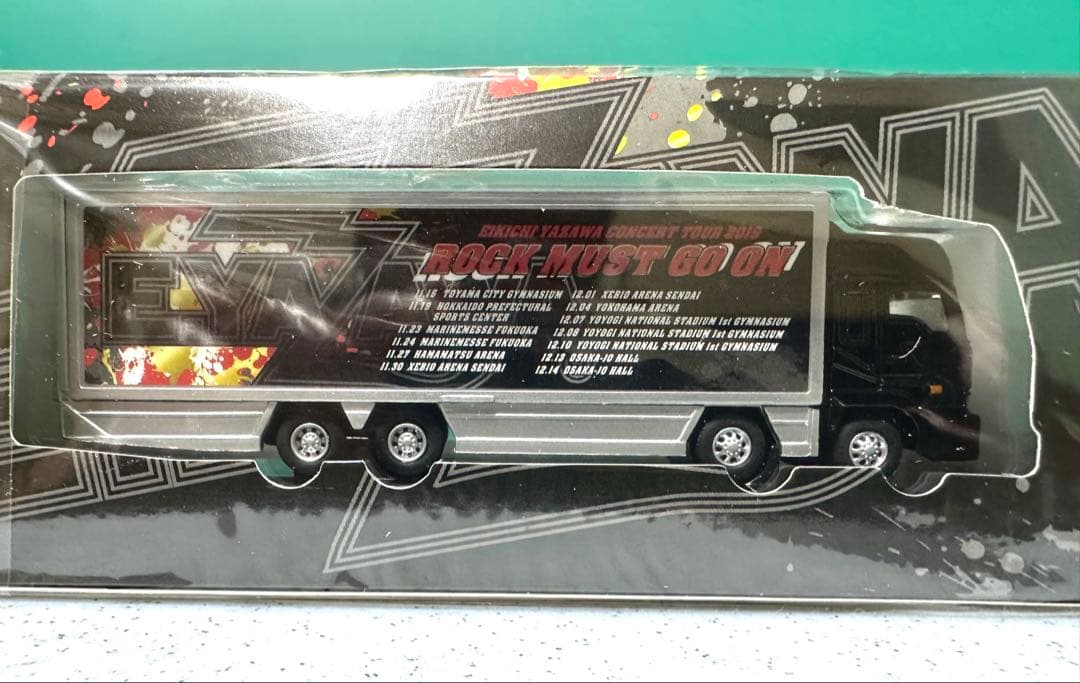 EIKICHI YAZAWA CONCERT TOUR 2019
ROCK MUST GO ON
11.16 TOYAMA CITY GYMNASIUM
11.19 HOKKAIDO PREFECTURAL
SPORTS CENTER
11.23 MARINEMESSE FUKUOKA
11.24 MARINEMESSE FUKUOKA
11.27 HAMAMATSU ARENA
11.30 XEBIO ARENA SENDAI
12.01 XEBIO ARENA SENDAI
12.04 YOKOHAMA ARENA
12.07 YOYOGI NATIONAL STADIUM 1st GYMNASIUM
12.08 YOYOGI NATIONAL STADIUM 1st GYMNASIUM
12.10 YOYOGI NATIONAL STADIUM 1st GYMNASIUM
12.13 OSAKA-JO HALL
12.14 OSAKA-JO HALL